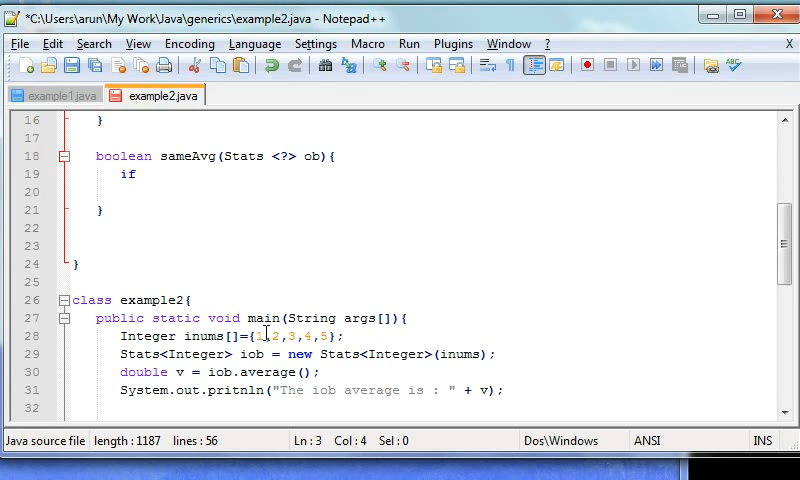 *C:\Users\arun\My Work\Java\generics\example2.java - Notepad++
File Edit Search View Encoding Language Settings Macro Run Plugins Window ? X
example1.java example2.java
16 }
17
18 boolean sameAvg(Stats <?> ob){
19 if
20
21 }
22
23
24 }
25
26 class example2{
27 public static void main(String args[]){
28 Integer inums[]={1,2,3,4,5};
29 Stats<Integer> iob = new Stats<Integer>(inums);
30 double v = iob.average();
31 System.out.pritnln("The iob average is : " + v);
32
Java source file length : 1187 lines : 56 Ln : 3 Col : 4 Sel : 0 Dos\Windows ANSI INS